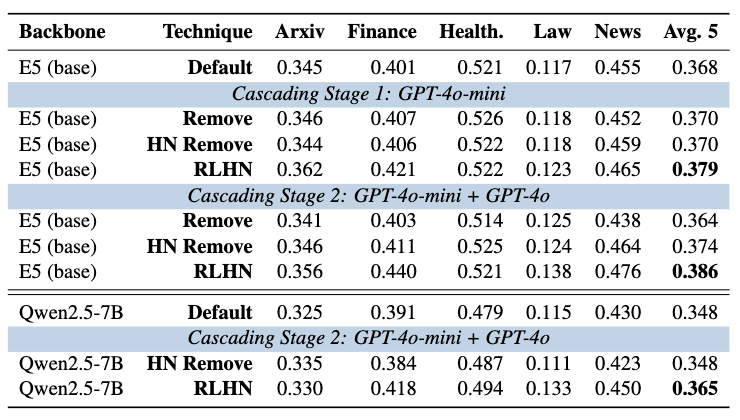 Backbone Technique Arxiv Finance Health. Law News Avg. 5
E5 (base) Default 0.345 0.401 0.521 0.117 0.455 0.368
Cascading Stage 1: GPT-4o-mini
E5 (base) Remove 0.346 0.407 0.526 0.118 0.452 0.370
E5 (base) HN Remove 0.344 0.406 0.522 0.118 0.459 0.370
E5 (base) RLHN 0.362 0.421 0.522 0.123 0.465 0.379
Cascading Stage 2: GPT-4o-mini + GPT-4o
E5 (base) Remove 0.341 0.403 0.514 0.125 0.438 0.364
E5 (base) HN Remove 0.346 0.411 0.525 0.124 0.464 0.374
E5 (base) RLHN 0.356 0.440 0.521 0.138 0.476 0.386
Qwen2.5-7B Default 0.325 0.391 0.479 0.115 0.430 0.348
Cascading Stage 2: GPT-4o-mini + GPT-4o
Qwen2.5-7B HN Remove 0.335 0.384 0.487 0.111 0.423 0.348
Qwen2.5-7B RLHN 0.330 0.418 0.494 0.133 0.450 0.365